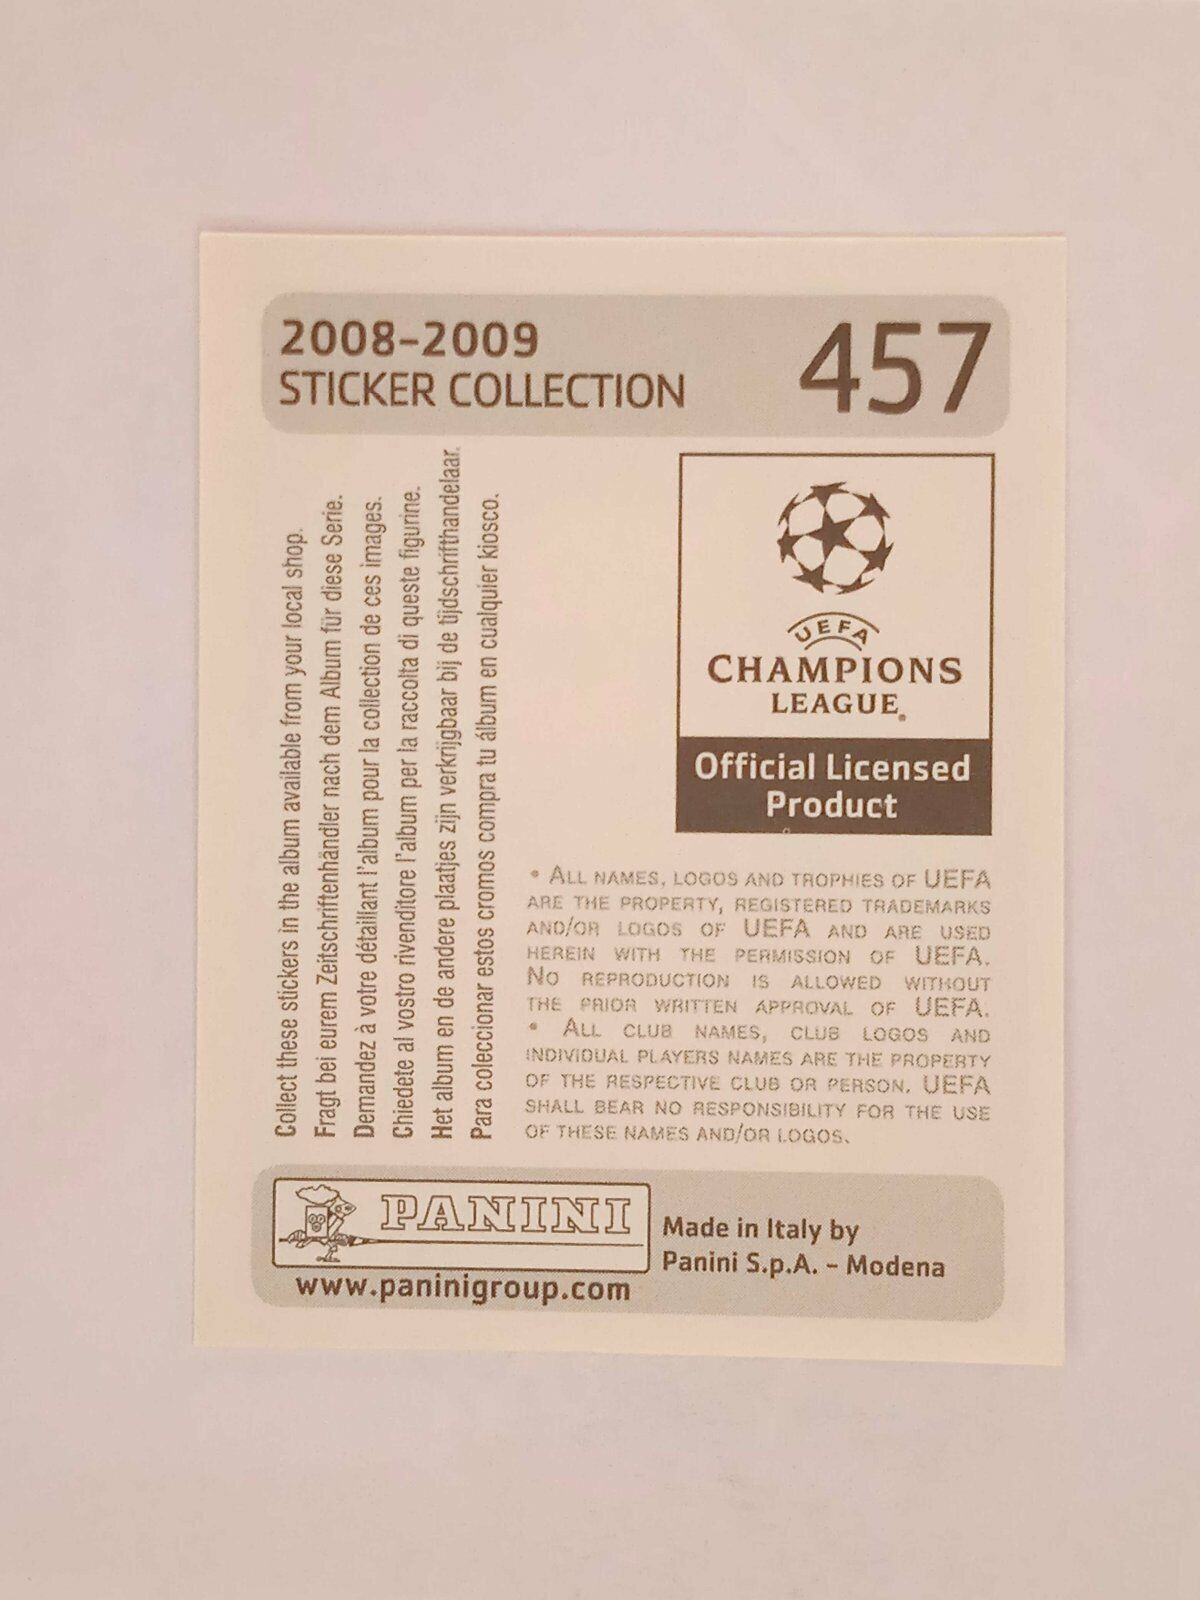 2008-2009
STICKER COLLECTION
457
Collect these stickers in the album available from your local shop.
Fragt bei eurem Zeitschriftenhändler nach dem Album für diese Serie.
Demandez à votre détaillant l'album pour la collection de ces images.
Chiedete al vostro rivenditore l'album per la raccolta di queste figurine.
Het album en de andere plaatjes zijn verkrijgbaar bij de tijdschrifthandelaar.
Para coleccionar estos cromos compra tu álbum en cualquier kiosco.
UEFA
CHAMPIONS
LEAGUE
Official Licensed
Product
• ALL NAMES, LOGOS AND TROPHIES OF UEFA
ARE THE PROPERTY, REGISTERED TRADEMARKS
AND/OR LOGOS OF UEFA AND ARE USED
HEREIN WITH THE PERMISSION OF UEFA.
NO REPRODUCTION IS ALLOWED WITHOUT
THE PRIOR WRITTEN APPROVAL OF UEFA.
• ALL CLUB NAMES, CLUB LOGOS AND
INDIVIDUAL PLAYERS NAMES ARE THE PROPERTY
OF THE RESPECTIVE CLUB OR PERSON. UEFA
SHALL BEAR NO RESPONSIBILITY FOR THE USE
OF THESE NAMES AND/OR LOGOS.
PANINI
www.paninigroup.com
Made in Italy by
Panini S.p.A. - Modena